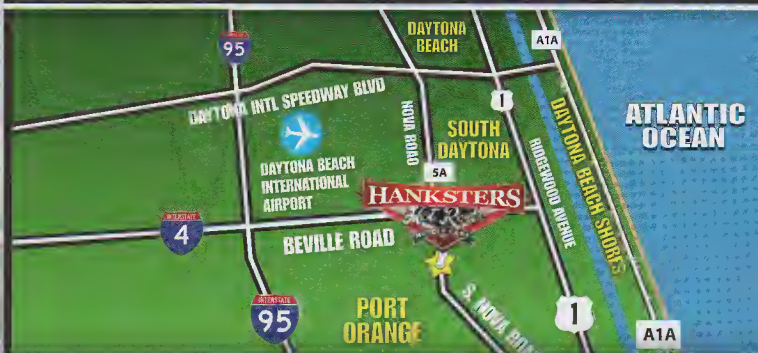 DAYTONA
BEACH
A1A
95
DAYTONA INTL SPEEDWAY BLVD
1
ATLANTIC
OCEAN
NOVA ROAD
SOUTH
DAYTONA
DAYTONA BEACH
INTERNATIONAL
AIRPORT
RIDGEWOOD AVENUE
DAYTONA BEACH SHORES
5A
HANKSTERS
INTERSTATE
4
BEVILLE ROAD
INTERSTATE
95
PORT
ORANGE
S. NOVA ROA
1
A1A